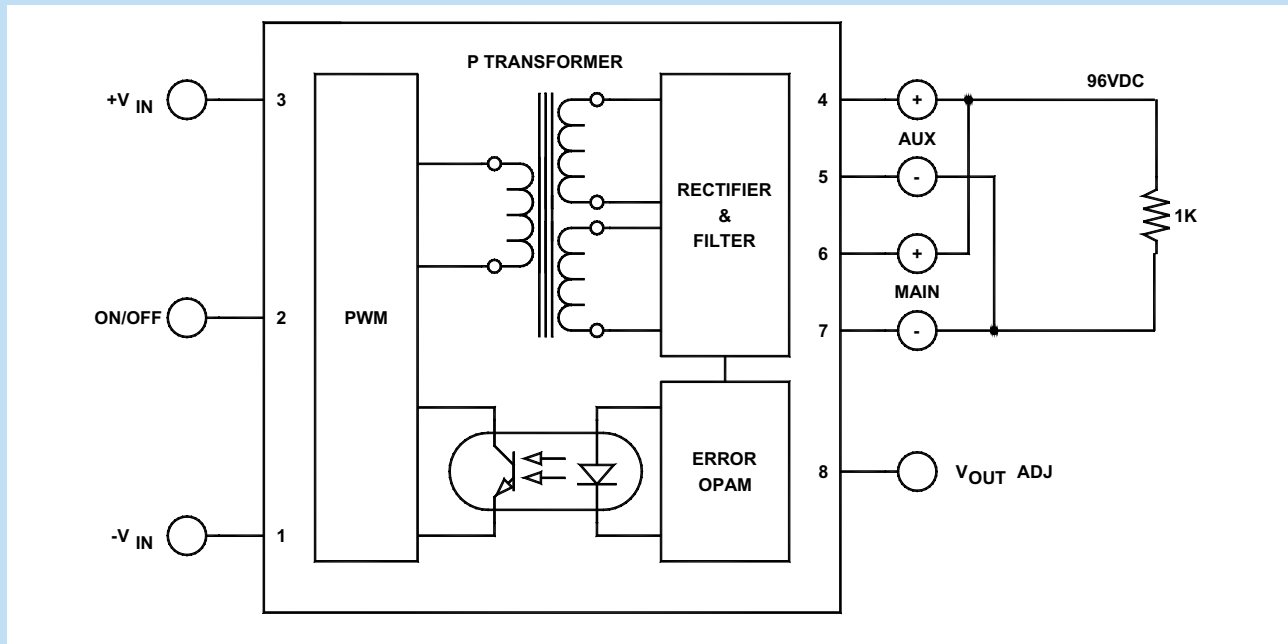 P TRANSFORMER
+V IN
3
4
+
96VDC
AUX
5
-
RECTIFIER
&
FILTER
1K
6
+
MAIN
ON/OFF
2
PWM
7
-
ERROR
OPAM
8
VOUT ADJ
-V IN
1